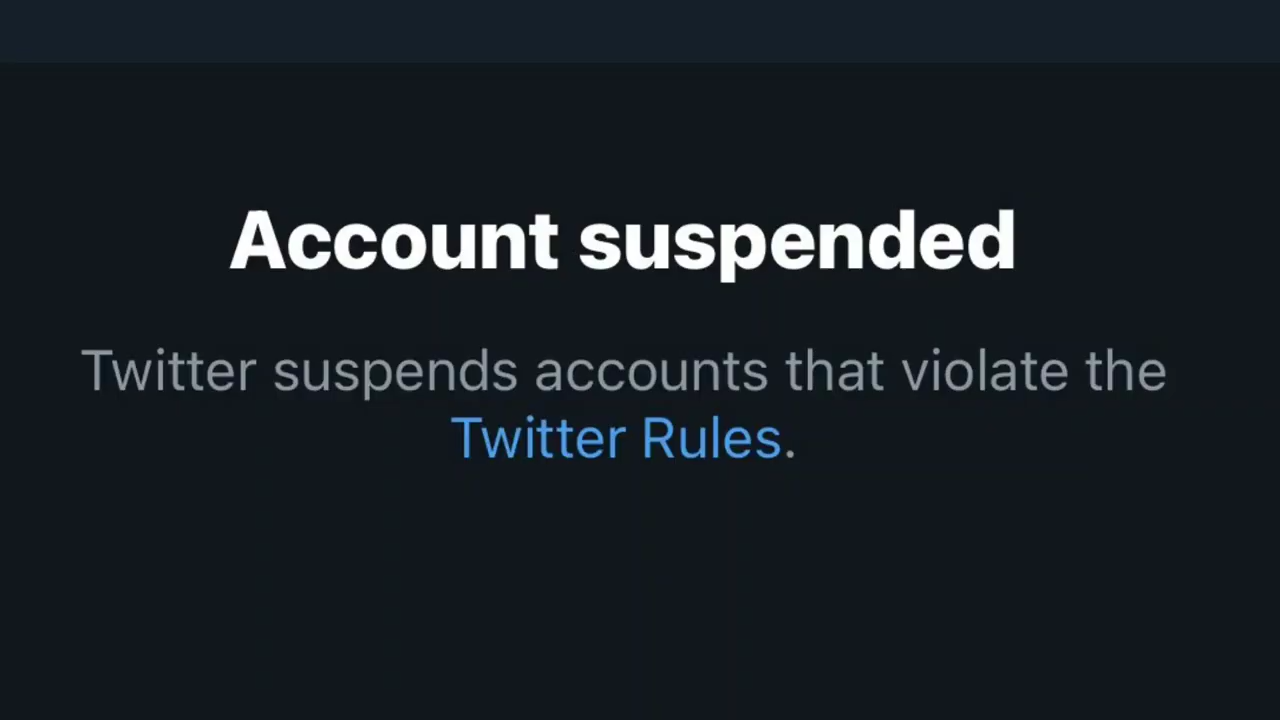 Account suspended
Twitter suspends accounts that violate the
Twitter Rules.